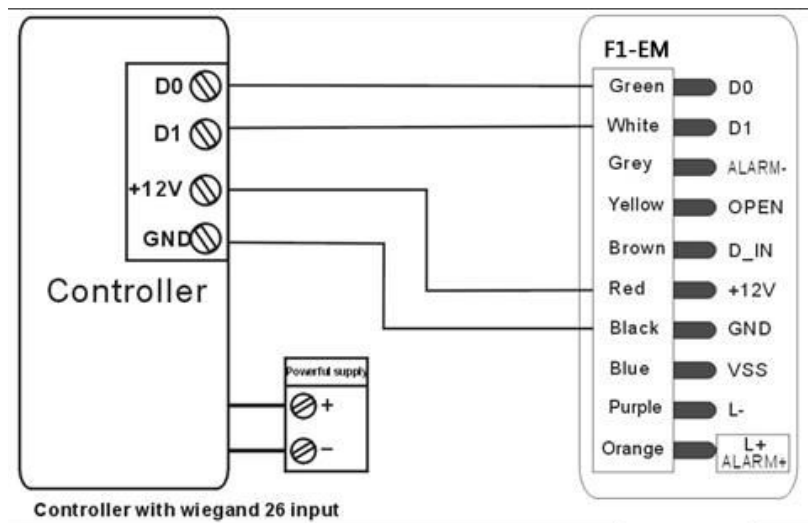 F1-EM
D0
D1
+12V
GND
Controller
Powerful supply
+
−
Green D0
White D1
Grey ALARM-
Yellow OPEN
Brown D_IN
Red +12V
Black GND
Blue VSS
Purple L-
Orange L+
ALARM+
Controller with wiegand 26 input